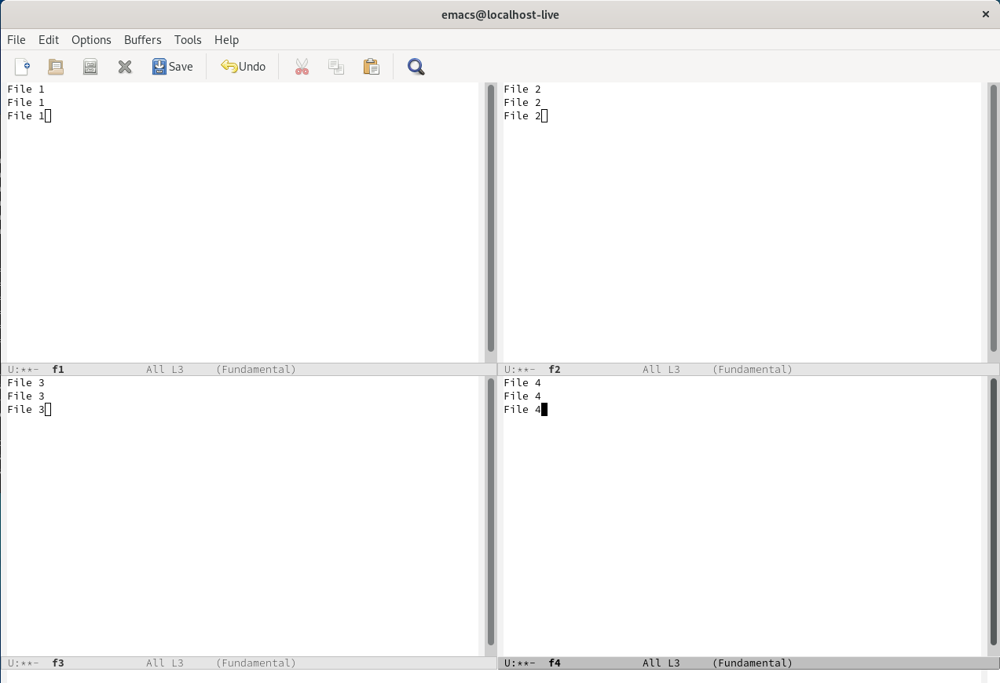 emacs@localhost-live
File Edit Options Buffers Tools Help
Save Undo
File 1
File 1
File 1
U:**- f1 All L3 (Fundamental)
File 2
File 2
File 2
U:**- f2 All L3 (Fundamental)
File 3
File 3
File 3
U:**- f3 All L3 (Fundamental)
File 4
File 4
File 4
U:**- f4 All L3 (Fundamental)